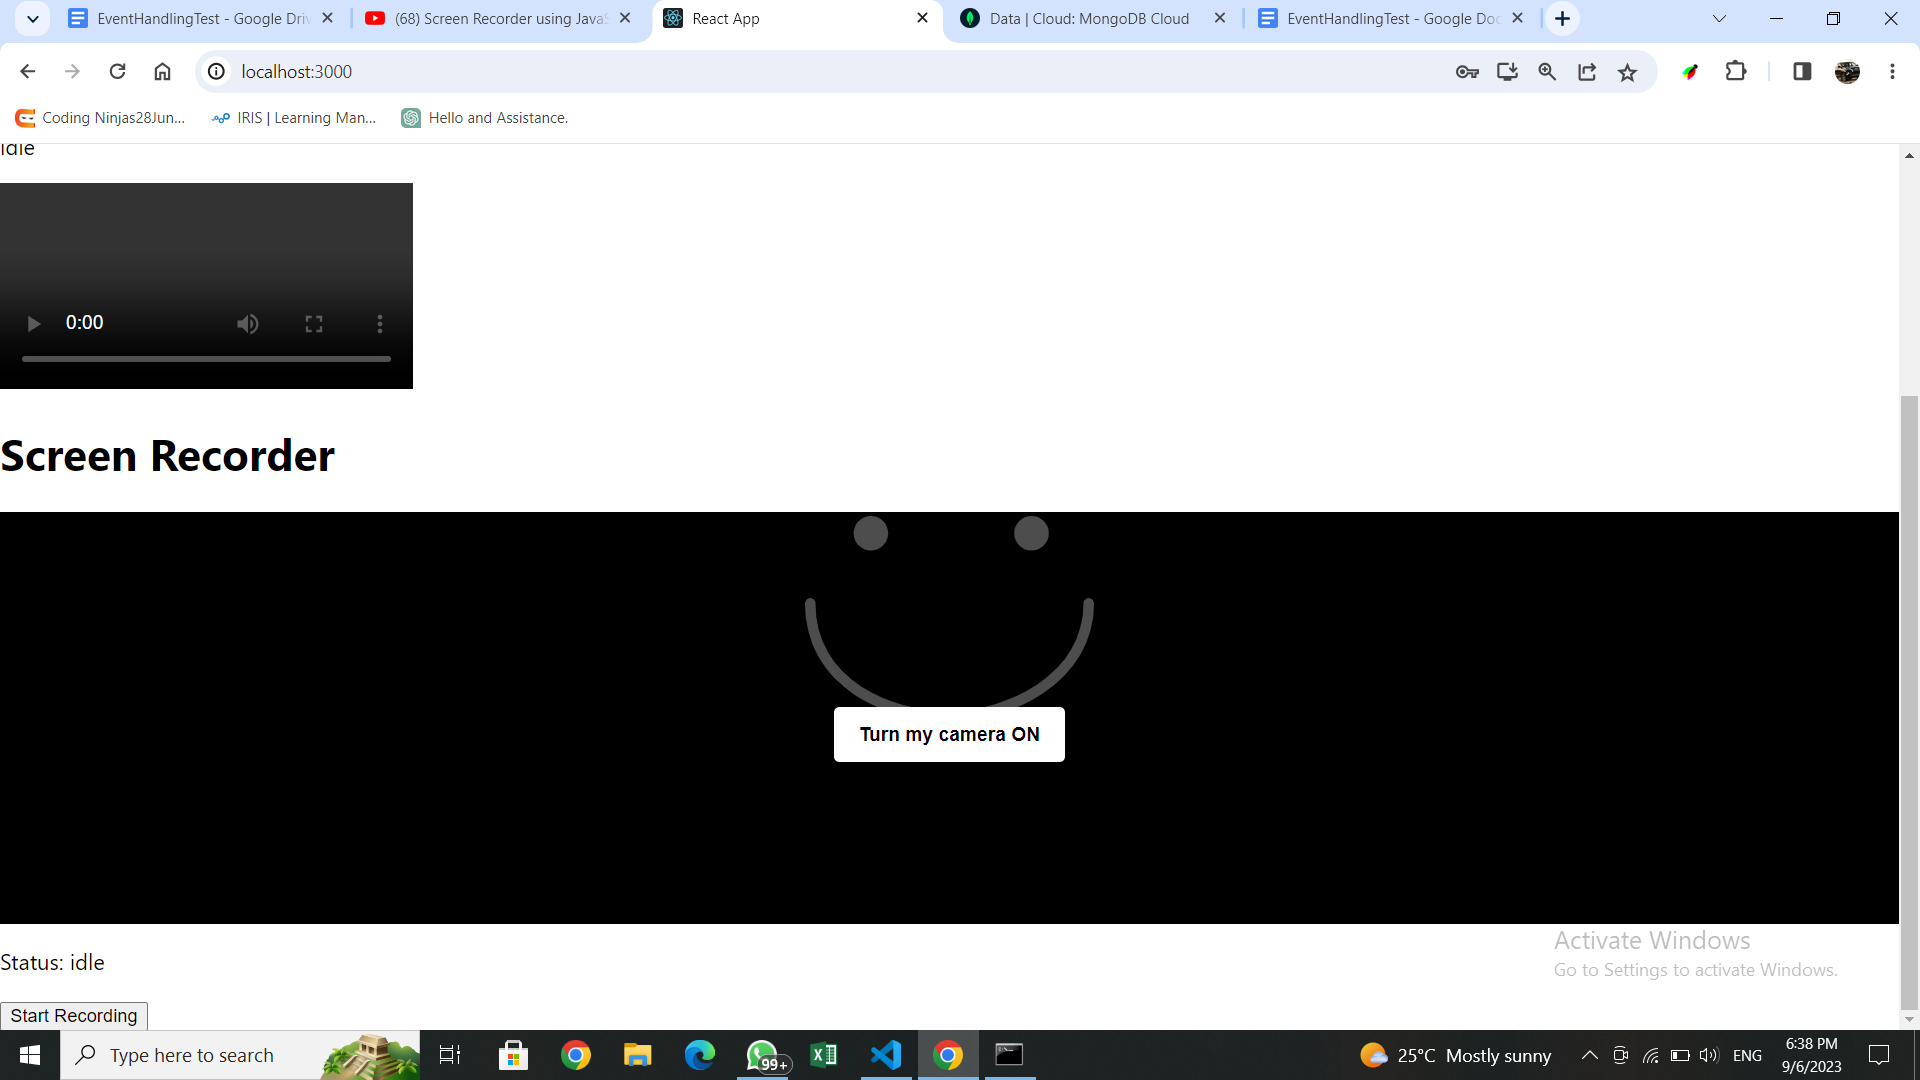 EventHandlingTest - Google Driv
(68) Screen Recorder using JavaS
React App
Data | Cloud: MongoDB Cloud
EventHandlingTest - Google Doc
localhost:3000
Coding Ninjas28Jun...
IRIS | Learning Man...
Hello and Assistance.
idle
0:00
Screen Recorder
Turn my camera ON
Status: idle
Activate Windows
Go to Settings to activate Windows.
Start Recording
Type here to search
99+
25°C Mostly sunny
ENG
6:38 PM
9/6/2023